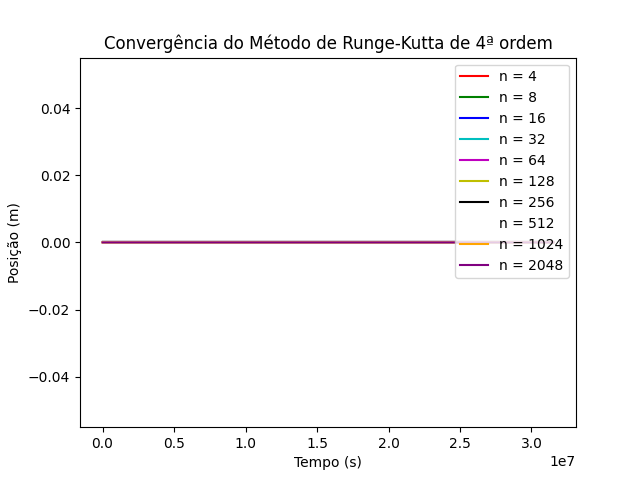 Convergência do Método de Runge-Kutta de 4ª ordem
n = 4
n = 8
n = 16
n = 32
n = 64
n = 128
n = 256
n = 512
n = 1024
n = 2048
Posição (m)
0.04
0.02
0.00
−0.02
−0.04
0.0 0.5 1.0 1.5 2.0 2.5 3.0
1e7
Tempo (s)